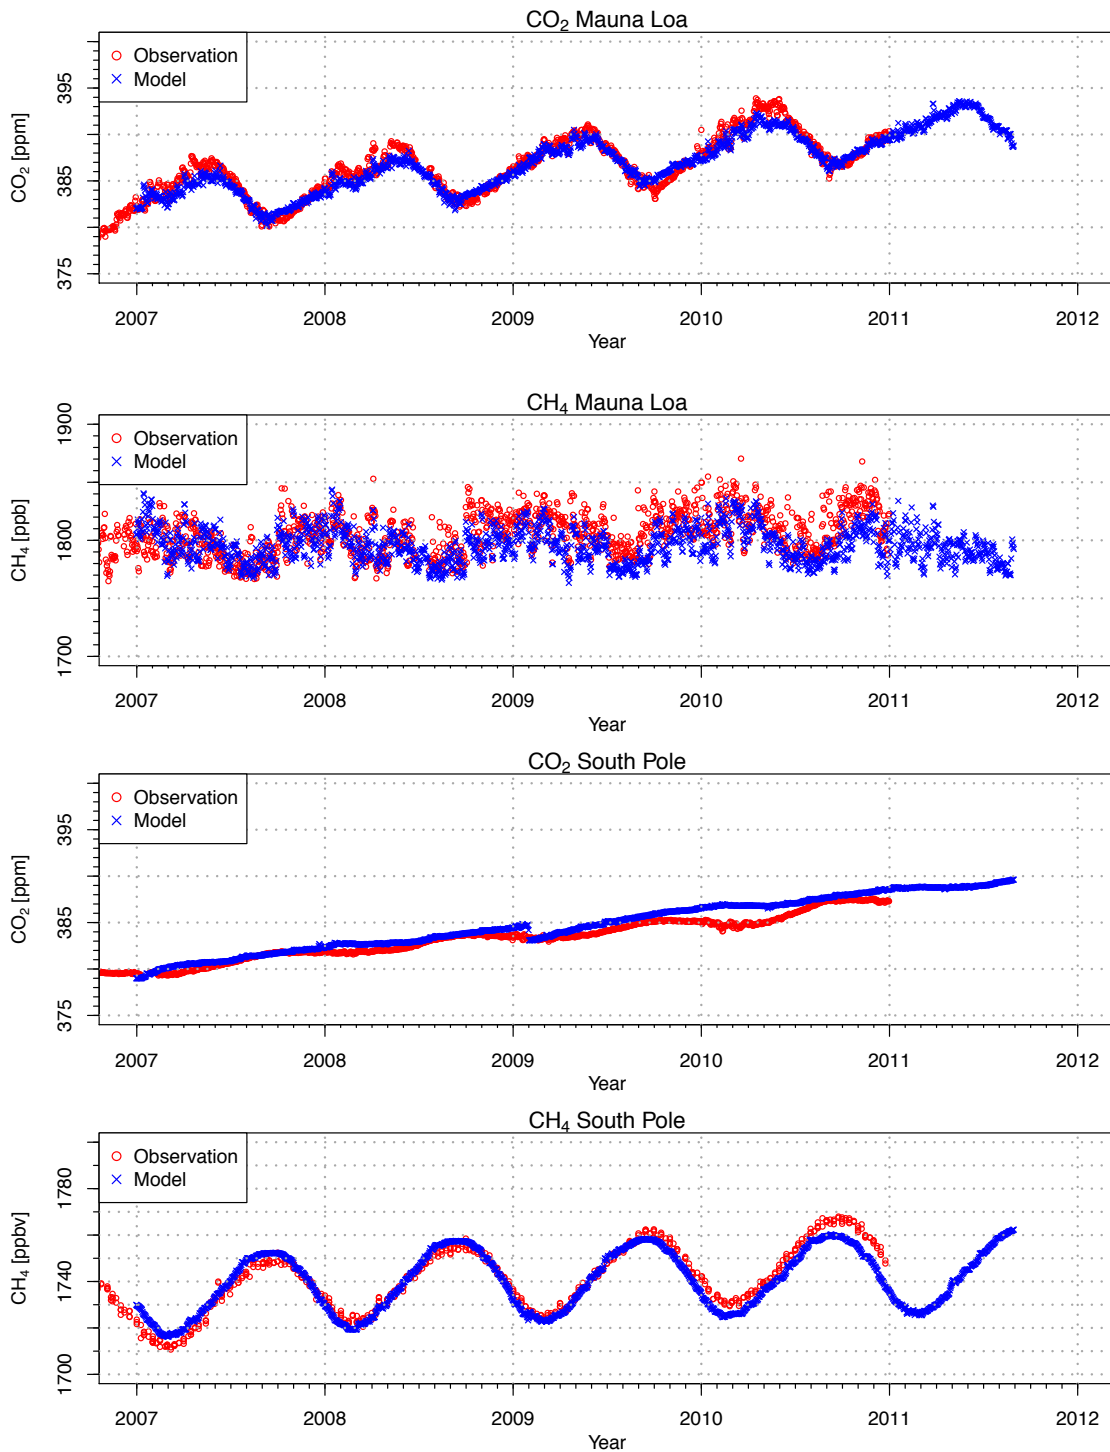 CO₂ Mauna Loa
Observation
Model
CO₂ [ppm]
395
385
375
2007 2008 2009 2010 2011 2012
Year
CH₄ Mauna Loa
Observation
Model
CH₄ [ppb]
1900
1800
1700
2007 2008 2009 2010 2011 2012
Year
CO₂ South Pole
Observation
Model
CO₂ [ppm]
395
385
375
2007 2008 2009 2010 2011 2012
Year
CH₄ South Pole
Observation
Model
CH₄ [ppbv]
1780
1740
1700
2007 2008 2009 2010 2011 2012
Year